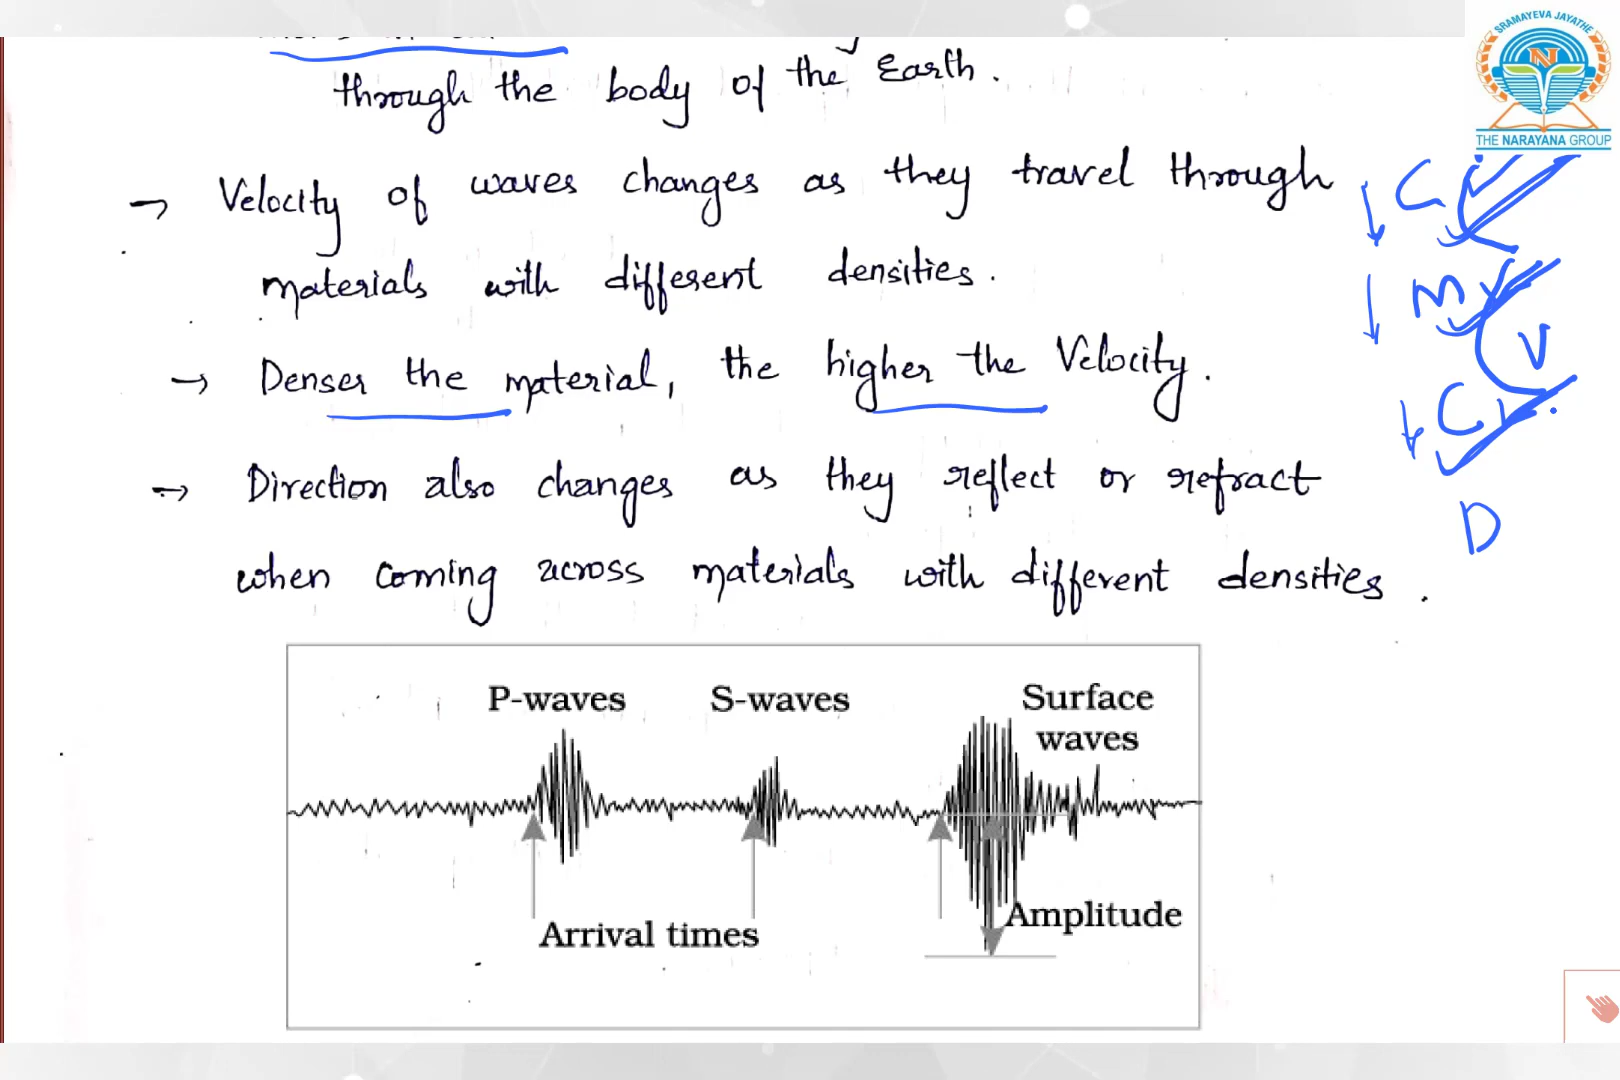 SRAMAYEVA JAYATHE
N
THE NARAYANA GROUP
through the body of the Earth.
→ Velocity of waves changes as they travel through
materials with different densities.
→ Denser the material, the higher the Velocity.
→ Direction also changes as they reflect or refract
when coming across materials with different densities.
↓ C
↓ M
V
↓ C
D
P-waves S-waves Surface
waves
Arrival times
Amplitude